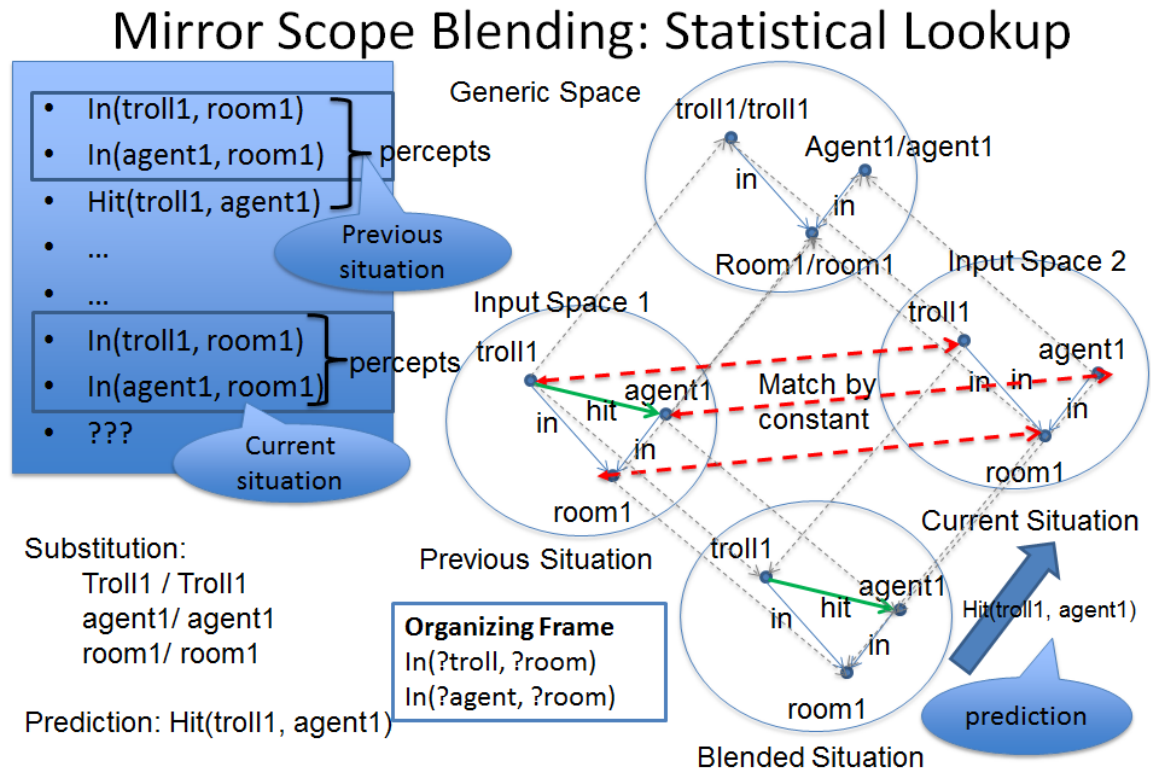 Mirror Scope Blending: Statistical Lookup
• In(troll1, room1)
• In(agent1, room1)
• Hit(troll1, agent1)
• ...
• ...
• In(troll1, room1)
• In(agent1, room1)
• ???
percepts
Previous
situation
percepts
Current
situation
Substitution:
Troll1 / Troll1
agent1/ agent1
room1/ room1
Prediction: Hit(troll1, agent1)
Generic Space
troll1/troll1
Agent1/agent1
in
in
Room1/room1
Input Space 1
troll1
agent1
hit
in
in
room1
Previous Situation
Match by
constant
Input Space 2
troll1
agent1
in
in
in
room1
Current Situation
Organizing Frame
In(?troll, ?room)
In(?agent, ?room)
troll1
agent1
hit
in
in
room1
Blended Situation
Hit(troll1, agent1)
prediction